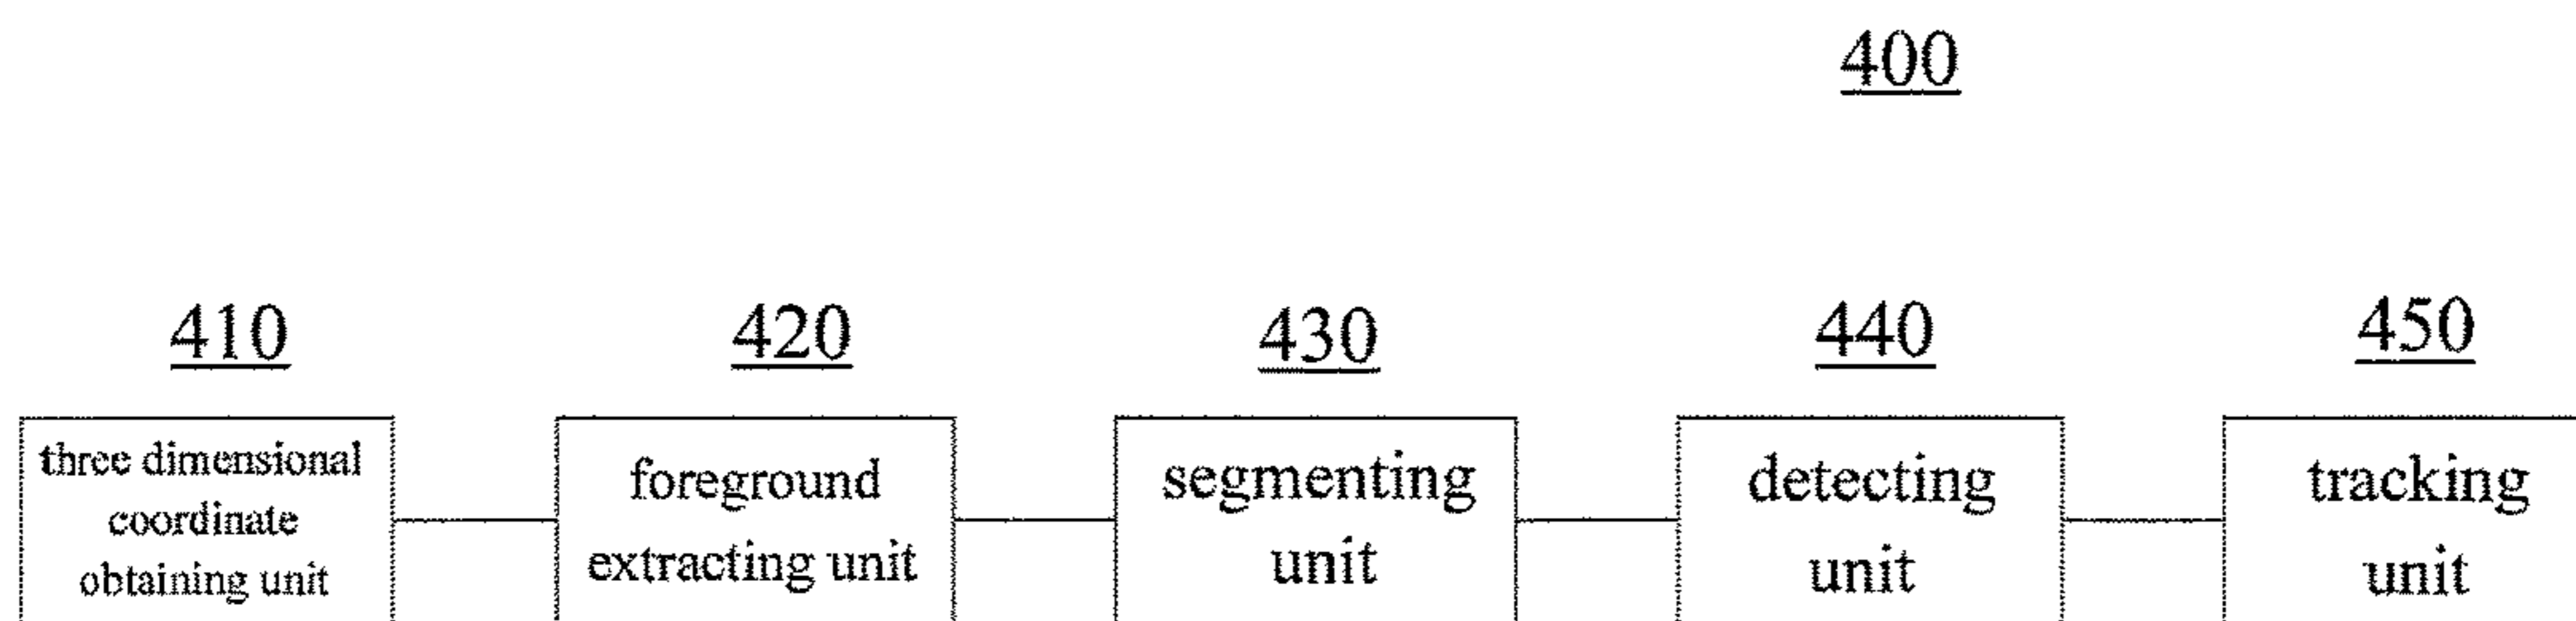 400
410
420
430
440
450
three dimensional
coordinate
obtaining unit
foreground
extracting unit
segmenting
unit
detecting
unit
tracking
unit